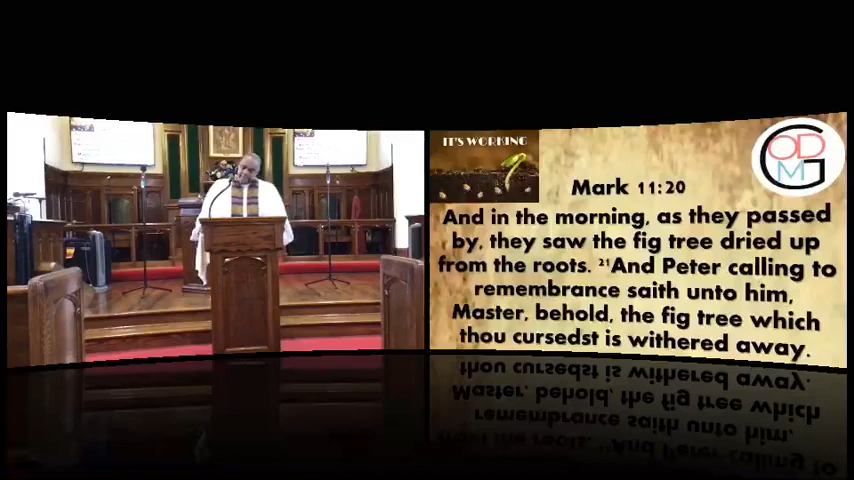 IT'S WORKING
ODMG
Mark 11:20
And in the morning, as they passed
by, they saw the fig tree dried up
from the roots. 21And Peter calling to
remembrance saith unto him,
Master, behold, the fig tree which
thou cursedst is withered away.